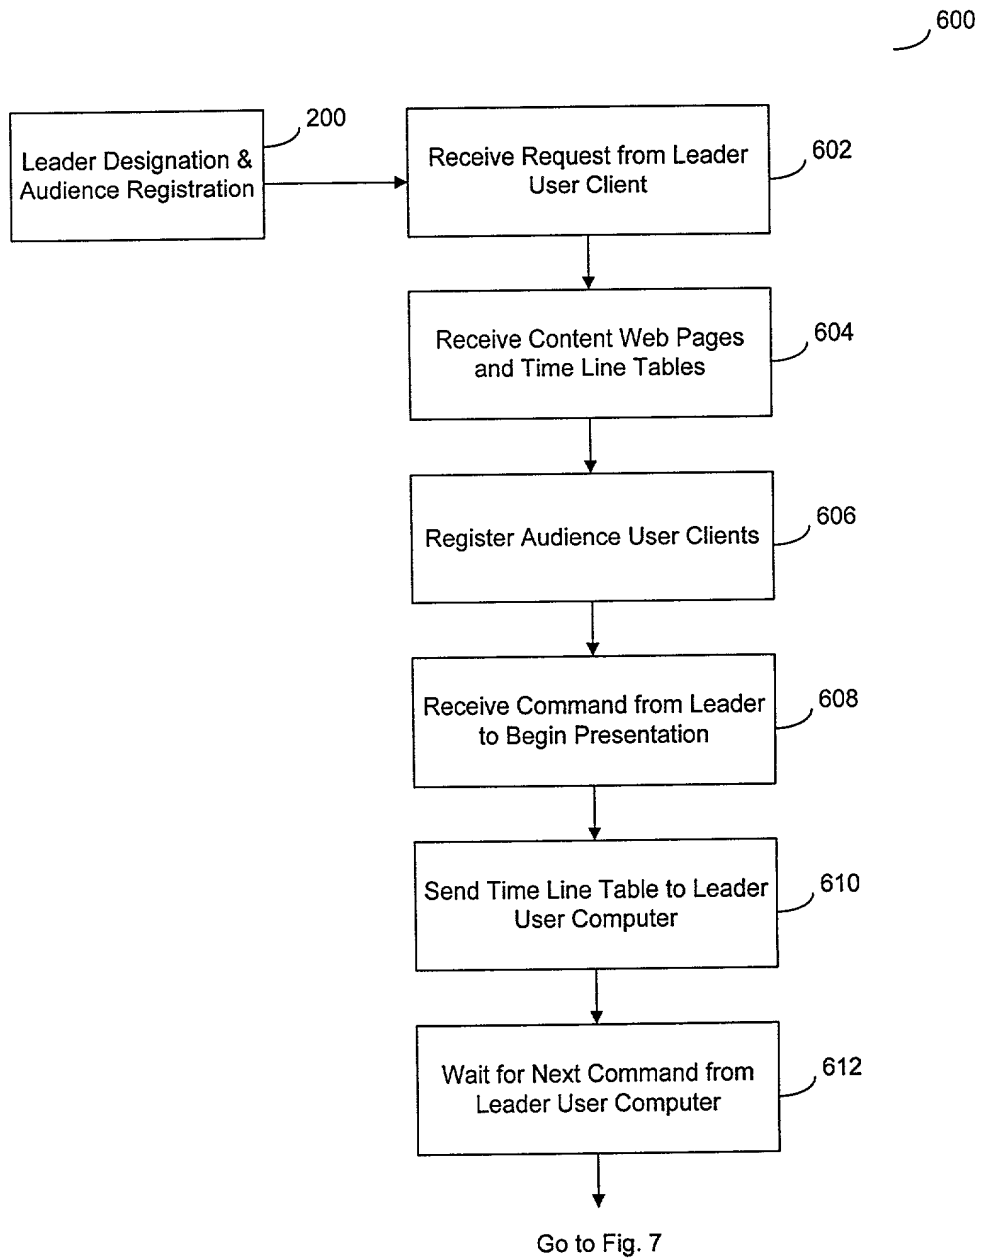 600
200
Leader Designation &
Audience Registration
Receive Request from Leader
User Client
602
Receive Content Web Pages
and Time Line Tables
604
Register Audience User Clients
606
Receive Command from Leader
to Begin Presentation
608
Send Time Line Table to Leader
User Computer
610
Wait for Next Command from
Leader User Computer
612
Go to Fig. 7